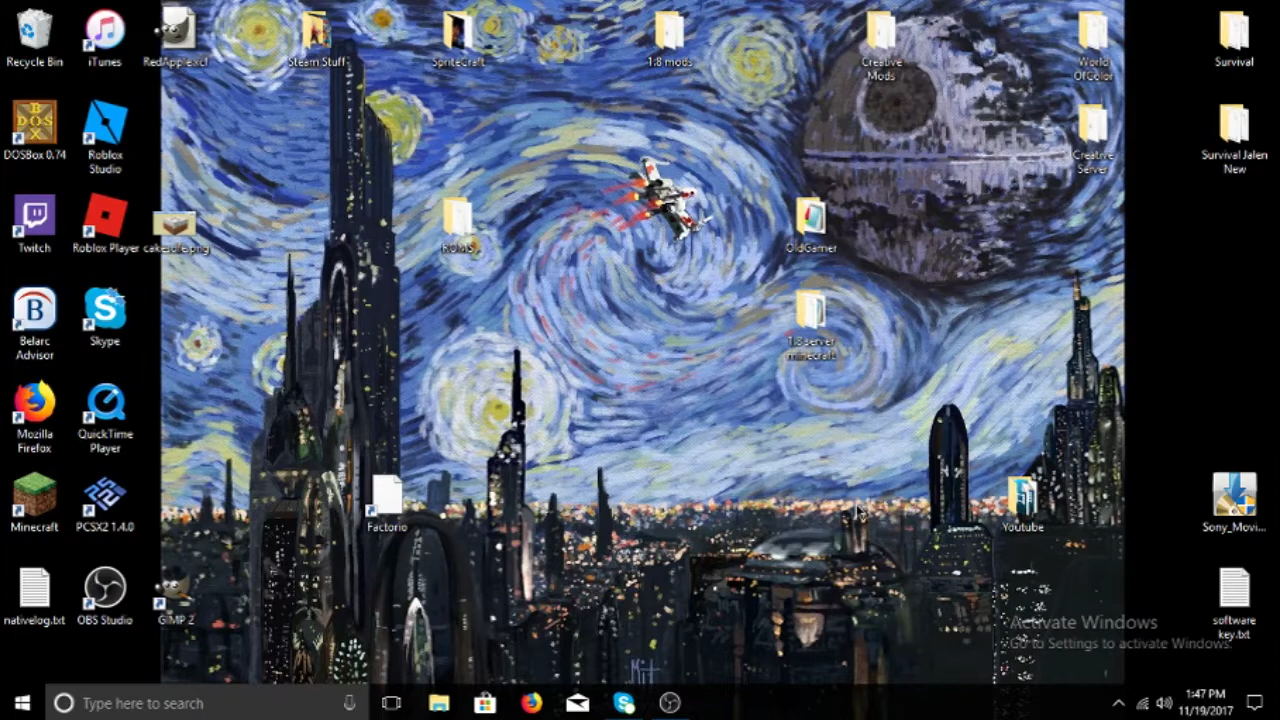 Recycle Bin
iTunes
RedApple.xcf
Steam Stuff
SpriteCraft
1:8 mods
Creative
Mods
World
OfColor
Survival
DOSBox 0.74
Roblox
Studio
Creative
Server
Survival Jalen
New
Twitch
Roblox Player
ROMS
OldGamer
Belarc
Advisor
Skype
1:8 server
minecraft
Mozilla
Firefox
QuickTime
Player
Minecraft
PCSX2 1.4.0
Factorio
Youtube
Sony_Movi...
nativelog.txt
OBS Studio
GIMP 2
software
key.txt
Activate Windows
Go to Settings to activate Windows.
Type here to search
1:47 PM
11/19/2017